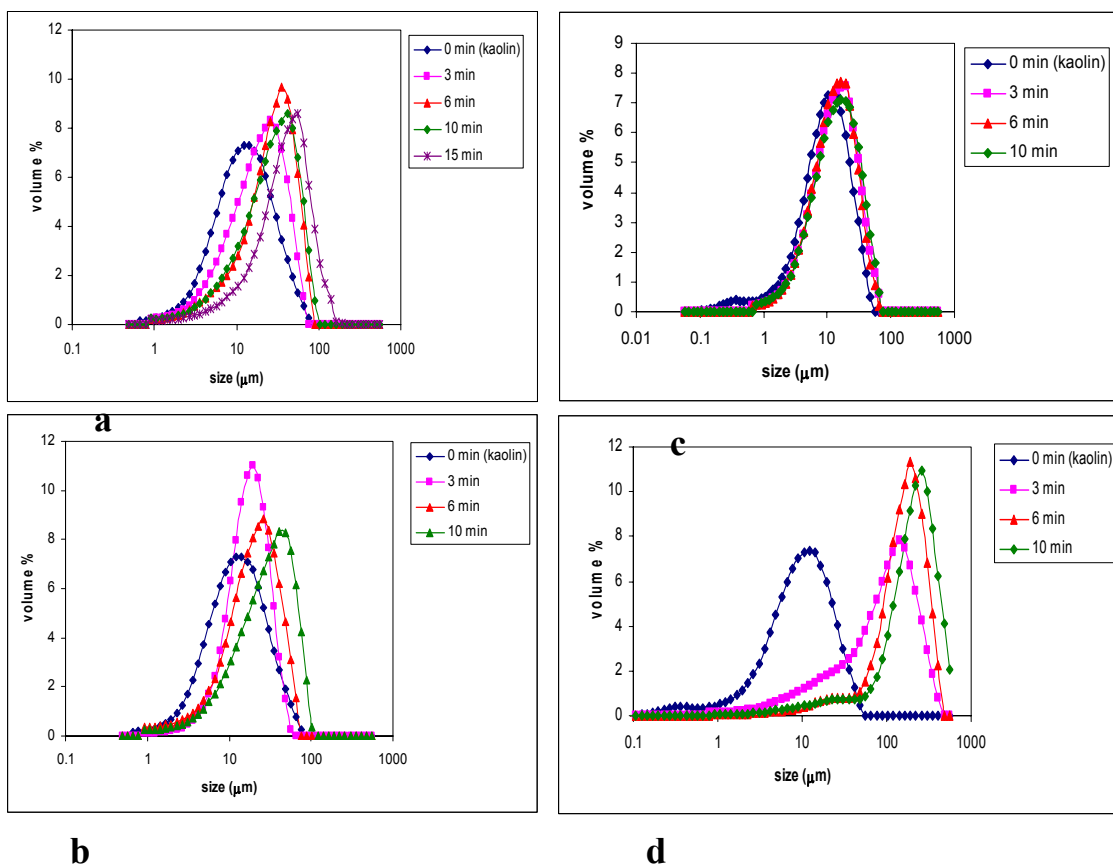 12
10
8
6
4
2
0
0.1 1 10 100 1000
volume %
size (μm)
0 min (kaolin)
3 min
6 min
10 min
15 min
a
9
8
7
6
5
4
3
2
1
0
0.01 1 100
volume %
size (μm)
0 min (kaolin)
3 min
6 min
10 min
c
12
10
8
6
4
2
0
0.1 1 10 100 1000
volume %
size (μm)
0 min (kaolin)
3 min
6 min
10 min
b
12
10
8
6
4
2
0
0.1 1 10 100 1000
volume %
size (μm)
0 min (kaolin)
3 min
6 min
10 min
d